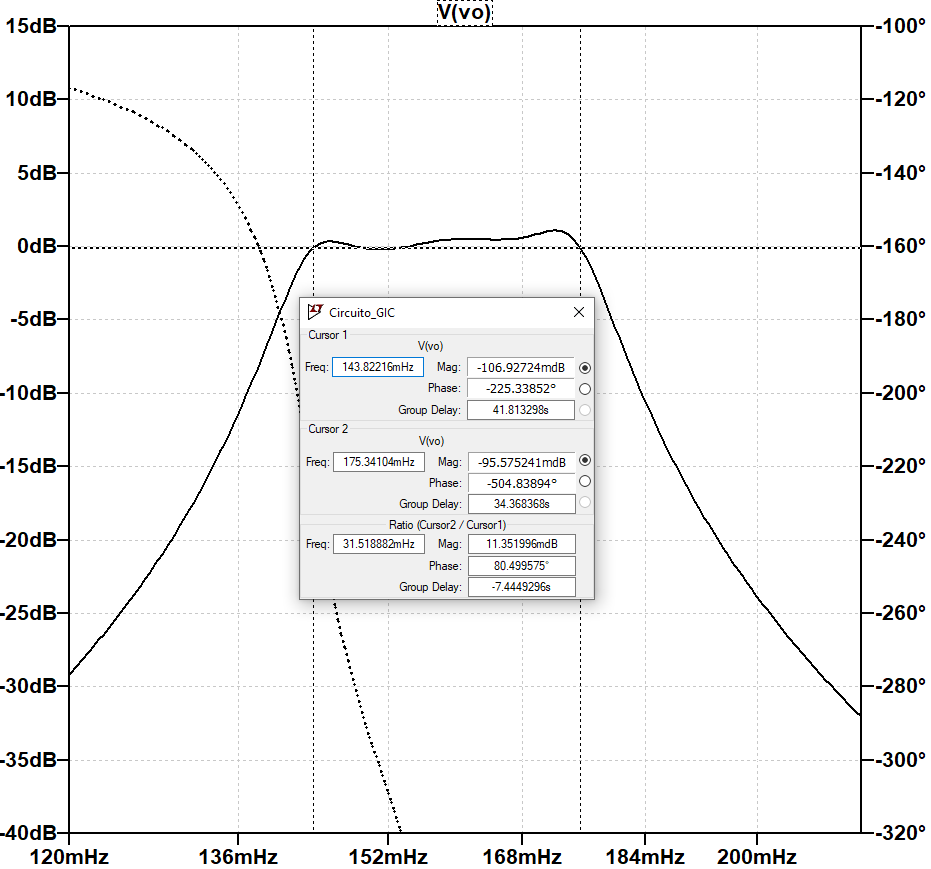 V(vo)
15dB
10dB
5dB
0dB
-5dB
-10dB
-15dB
-20dB
-25dB
-30dB
-35dB
-40dB
-100°
-120°
-140°
-160°
-180°
-200°
-220°
-240°
-260°
-280°
-300°
-320°
Circuito_GIC
Cursor 1
V(vo)
Freq: 143.82216mHz Mag: -106.92724mdB
Phase: -225.33852°
Group Delay: 41.813298s
Cursor 2
V(vo)
Freq: 175.34104mHz Mag: -95.575241mdB
Phase: -504.83894°
Group Delay: 34.368368s
Ratio (Cursor2 / Cursor1)
Freq: 31.518882mHz Mag: 11.351996mdB
Phase: 80.499575°
Group Delay: -7.4449296s
120mHz 136mHz 152mHz 168mHz 184mHz 200mHz